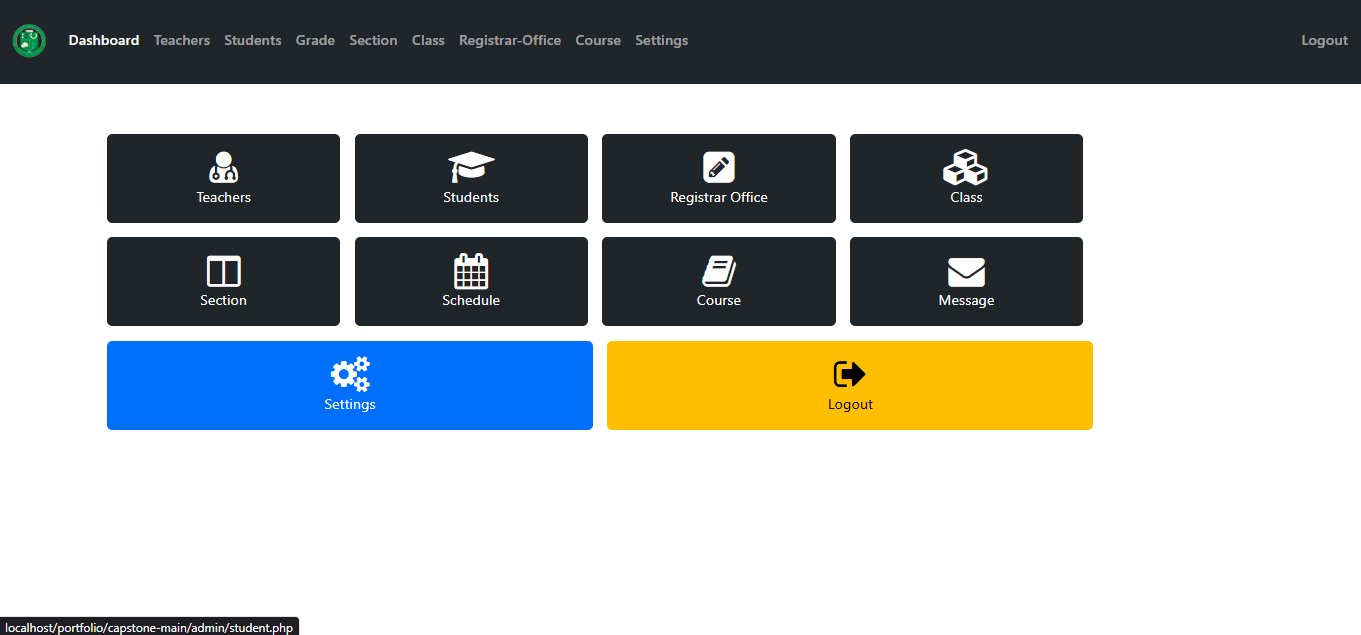 Dashboard Teachers Students Grade Section Class Registrar-Office Course Settings Logout
Teachers Students Registrar Office Class
Section Schedule Course Message
Settings Logout
localhost/portfolio/capstone-main/admin/student.php